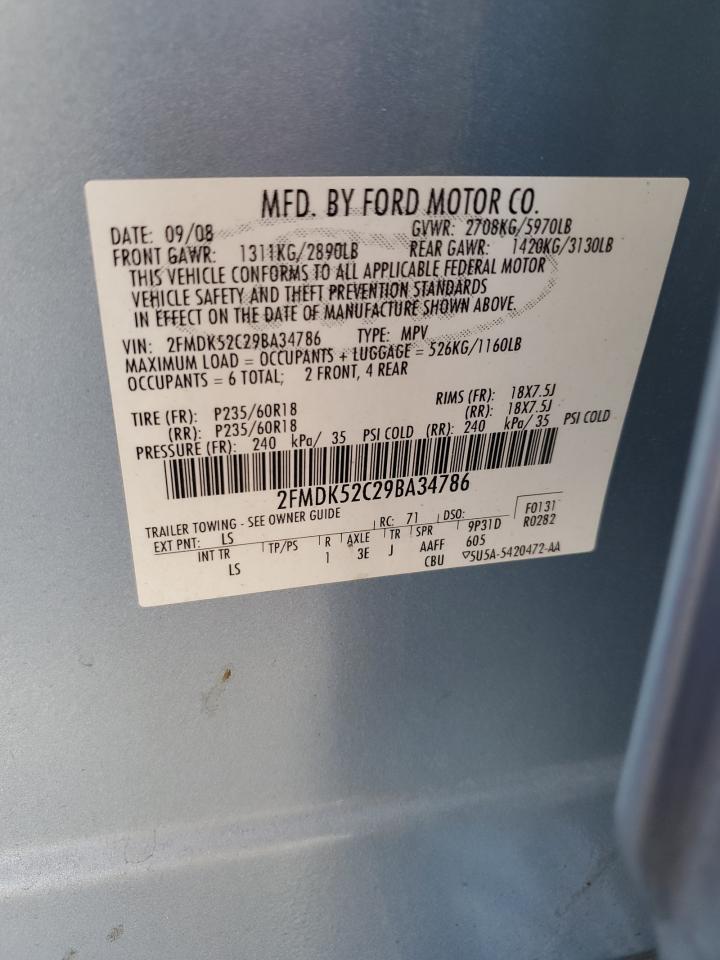 MFD. BY FORD MOTOR CO.
DATE: 09/08 GVWR: 2708KG/5970LB
FRONT GAWR: 1311KG/2890LB REAR GAWR: 1420KG/3130LB
THIS VEHICLE CONFORMS TO ALL APPLICABLE FEDERAL MOTOR
VEHICLE SAFETY AND THEFT PREVENTION STANDARDS
IN EFFECT ON THE DATE OF MANUFACTURE SHOWN ABOVE.
VIN: 2FMDK52C29BA34786 TYPE: MPV
MAXIMUM LOAD = OCCUPANTS + LUGGAGE = 526KG/1160LB
OCCUPANTS = 6 TOTAL; 2 FRONT, 4 REAR
TIRE (FR): P235/60R18 RIMS (FR): 18X7.5J
(RR): P235/60R18 (RR): 18X7.5J
PRESSURE (FR): 240 kPa/ 35 PSI COLD (RR): 240 kPa/ 35 PSI COLD
2FMDK52C29BA34786
TRAILER TOWING - SEE OWNER GUIDE
EXT PNT: LS RC: 71 DSO: F0131
INT TR TP/PS R AXLE TR SPR 9P31D R0282
LS 1 3E J AAFF 605
CBU ▽5U5A-5420472-AA